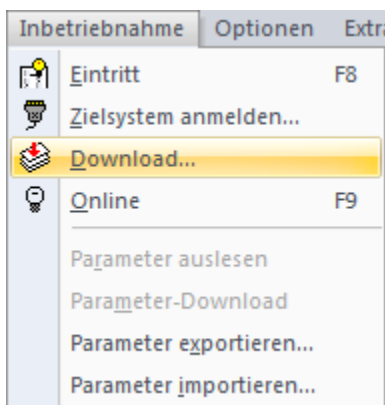 Inbetriebnahme Optionen Extra
Eintritt F8
Zielsystem anmelden...
Download...
Online F9
Parameter auslesen
Parameter-Download
Parameter exportieren...
Parameter importieren...